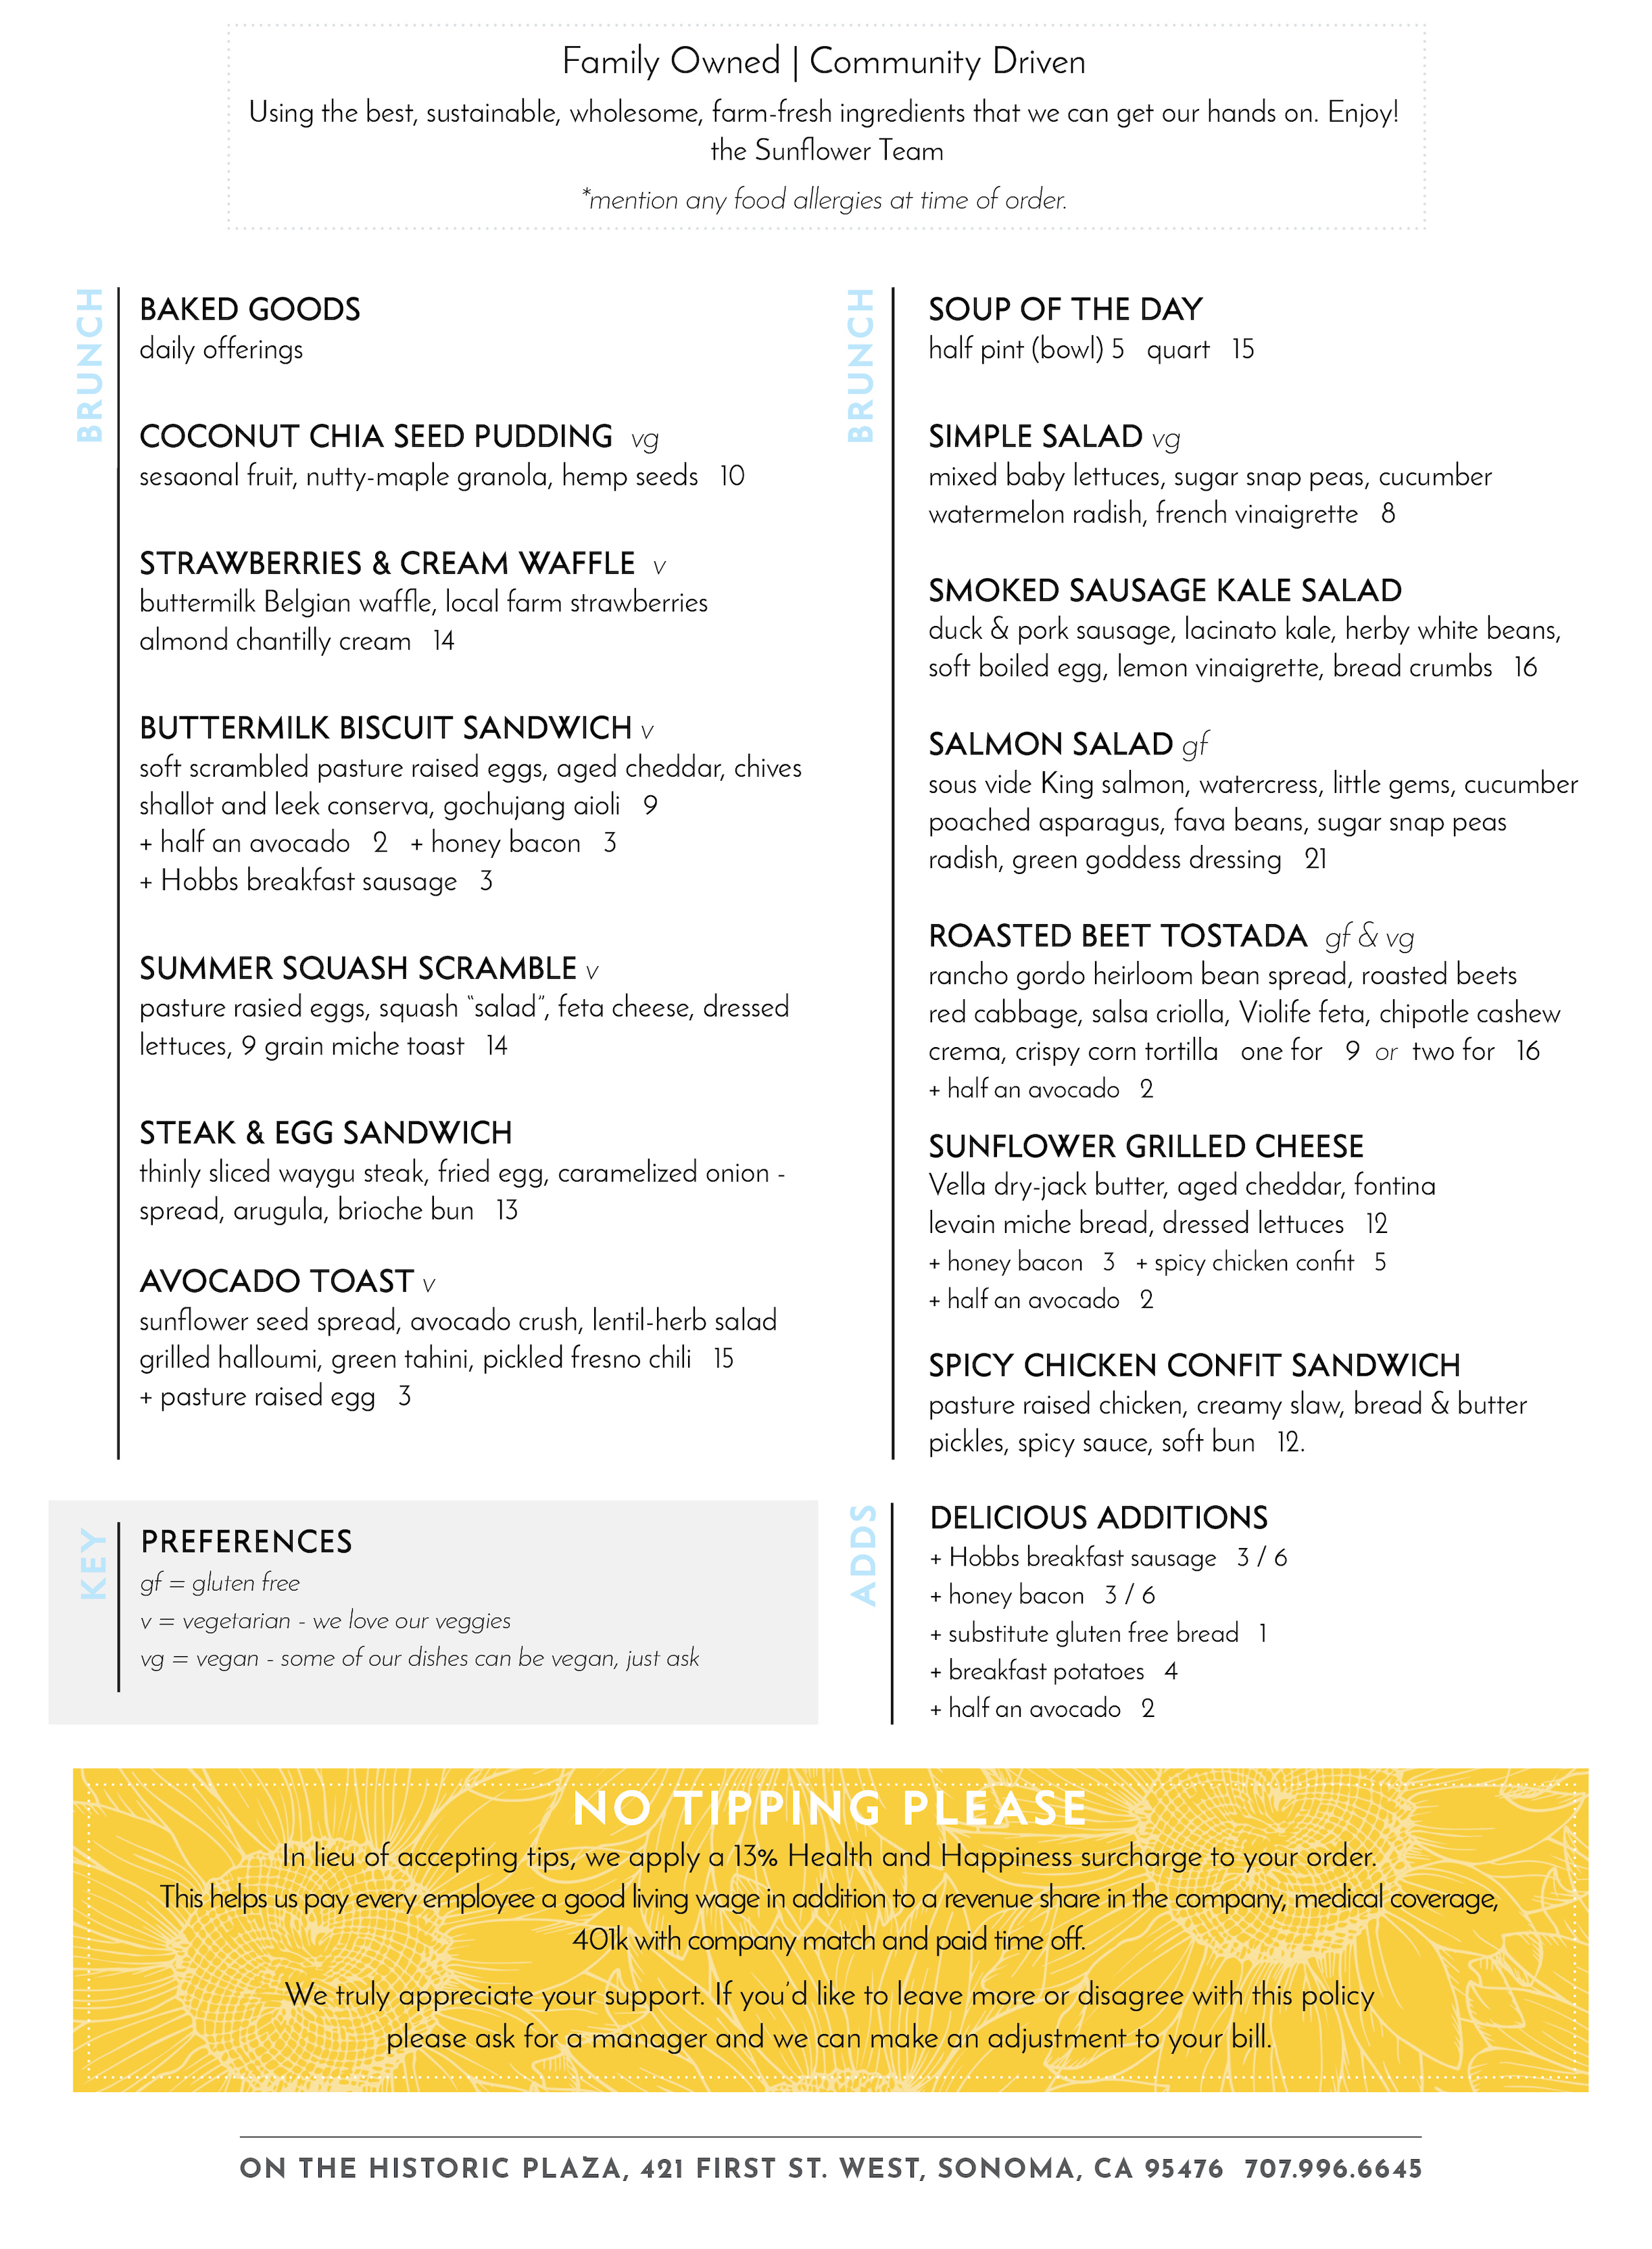 Family Owned | Community Driven
Using the best, sustainable, wholesome, farm-fresh ingredients that we can get our hands on. Enjoy!
the Sunflower Team
*mention any food allergies at time of order.
BRUNCH
BAKED GOODS
daily offerings
COCONUT CHIA SEED PUDDING vg
sesaonal fruit, nutty-maple granola, hemp seeds 10
STRAWBERRIES & CREAM WAFFLE v
buttermilk Belgian waffle, local farm strawberries
almond chantilly cream 14
BUTTERMILK BISCUIT SANDWICH v
soft scrambled pasture raised eggs, aged cheddar, chives
shallot and leek conserva, gochujang aioli 9
+ half an avocado 2 + honey bacon 3
+ Hobbs breakfast sausage 3
SUMMER SQUASH SCRAMBLE v
pasture rasied eggs, squash “salad”, feta cheese, dressed
lettuces, 9 grain miche toast 14
STEAK & EGG SANDWICH
thinly sliced waygu steak, fried egg, caramelized onion -
spread, arugula, brioche bun 13
AVOCADO TOAST v
sunflower seed spread, avocado crush, lentil-herb salad
grilled halloumi, green tahini, pickled fresno chili 15
+ pasture raised egg 3
BRUNCH
SOUP OF THE DAY
half pint (bowl) 5 quart 15
SIMPLE SALAD vg
mixed baby lettuces, sugar snap peas, cucumber
watermelon radish, french vinaigrette 8
SMOKED SAUSAGE KALE SALAD
duck & pork sausage, lacinato kale, herby white beans,
soft boiled egg, lemon vinaigrette, bread crumbs 16
SALMON SALAD gf
sous vide King salmon, watercress, little gems, cucumber
poached asparagus, fava beans, sugar snap peas
radish, green goddess dressing 21
ROASTED BEET TOSTADA gf & vg
rancho gordo heirloom bean spread, roasted beets
red cabbage, salsa criolla, Violife feta, chipotle cashew
crema, crispy corn tortilla one for 9 or two for 16
+ half an avocado 2
SUNFLOWER GRILLED CHEESE
Vella dry-jack butter, aged cheddar, fontina
levain miche bread, dressed lettuces 12
+ honey bacon 3 + spicy chicken confit 5
+ half an avocado 2
SPICY CHICKEN CONFIT SANDWICH
pasture raised chicken, creamy slaw, bread & butter
pickles, spicy sauce, soft bun 12.
KEY
PREFERENCES
gf = gluten free
v = vegetarian - we love our veggies
vg = vegan - some of our dishes can be vegan, just ask
ADDS
DELICIOUS ADDITIONS
+ Hobbs breakfast sausage 3 / 6
+ honey bacon 3 / 6
+ substitute gluten free bread 1
+ breakfast potatoes 4
+ half an avocado 2
NO TIPPING PLEASE
In lieu of accepting tips, we apply a 13% Health and Happiness surcharge to your order.
This helps us pay every employee a good living wage in addition to a revenue share in the company, medical coverage,
401k with company match and paid time off.
We truly appreciate your support. If you'd like to leave more or disagree with this policy
please ask for a manager and we can make an adjustment to your bill.
ON THE HISTORIC PLAZA, 421 FIRST ST. WEST, SONOMA, CA 95476 707.996.6645